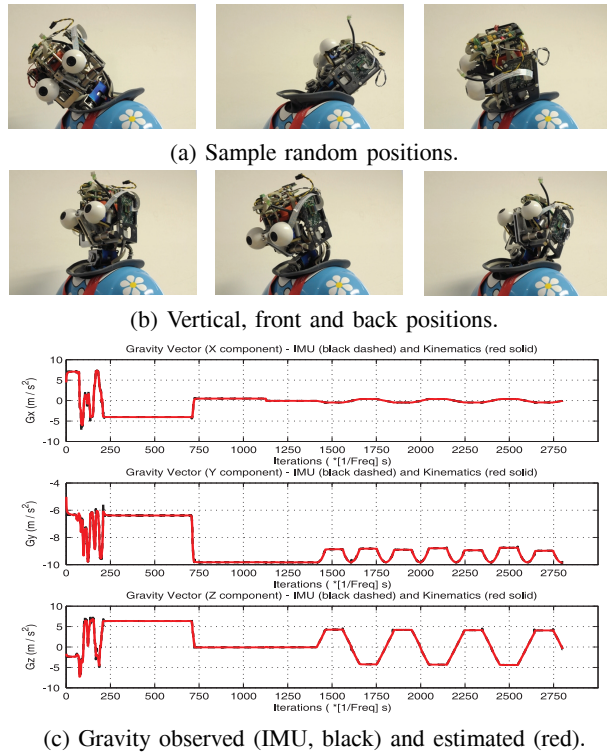 (a) Sample random positions.
(b) Vertical, front and back positions.
Gravity Vector (X component) - IMU (black dashed) and Kinematics (red solid)
Gx (m / s²)
10
5
0
-5
-10
0 250 500 750 1000 1250 1500 1750 2000 2250 2500 2750
Iterations ( *[1/Freq] s)
Gravity Vector (Y component) - IMU (black dashed) and Kinematics (red solid)
Gy (m / s²)
-4
-6
-8
-10
0 250 500 750 1000 1250 1500 1750 2000 2250 2500 2750
Iterations ( *[1/Freq] s)
Gravity Vector (Z component) - IMU (black dashed) and Kinematics (red solid)
Gz (m / s²)
10
5
0
-5
-10
0 250 500 750 1000 1250 1500 1750 2000 2250 2500 2750
Iterations ( *[1/Freq] s)
(c) Gravity observed (IMU, black) and estimated (red).